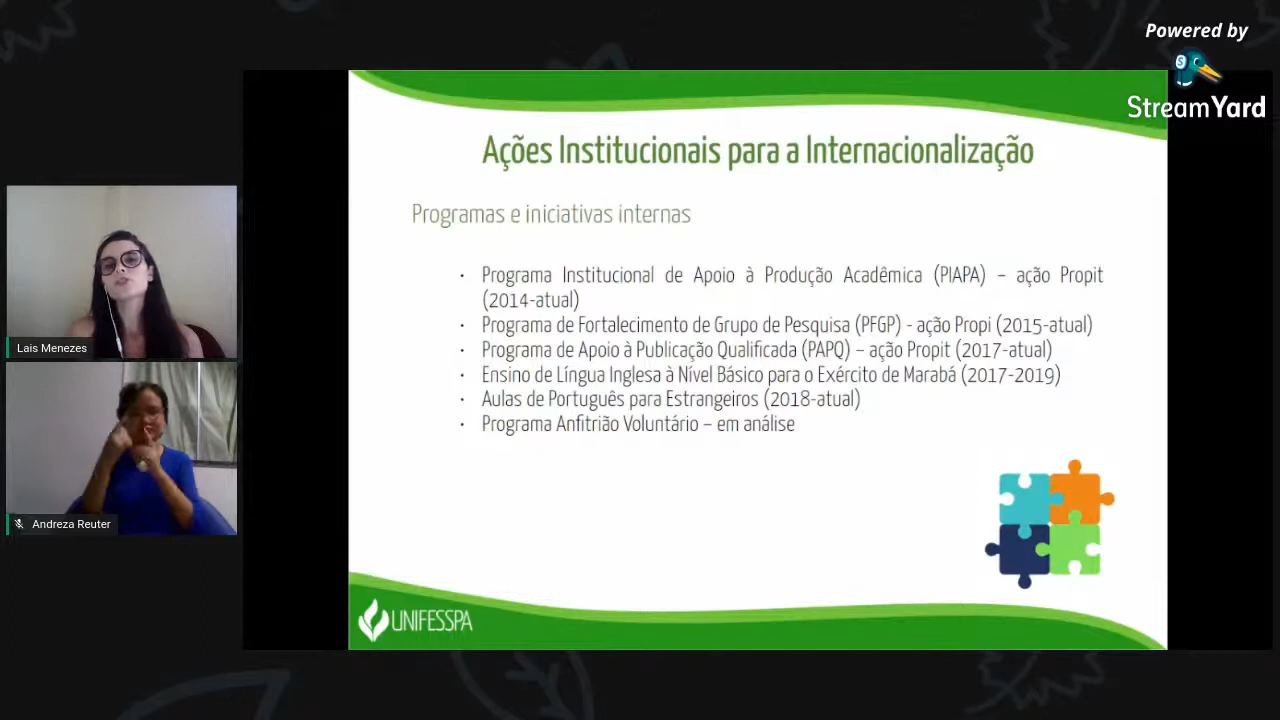 Powered by
StreamYard
Ações Institucionais para a Internacionalização
Programas e iniciativas internas
· Programa Institucional de Apoio à Produção Acadêmica (PIAPA) – ação Propit
(2014-atual)
· Programa de Fortalecimento de Grupo de Pesquisa (PFGP) - ação Propi (2015-atual)
· Programa de Apoio à Publicação Qualificada (PAPQ) – ação Propit (2017-atual)
· Ensino de Língua Inglesa à Nível Básico para o Exército de Marabá (2017-2019)
· Aulas de Português para Estrangeiros (2018-atual)
· Programa Anfitrião Voluntário – em análise
Lais Menezes
Andreza Reuter
UNIFESSPA